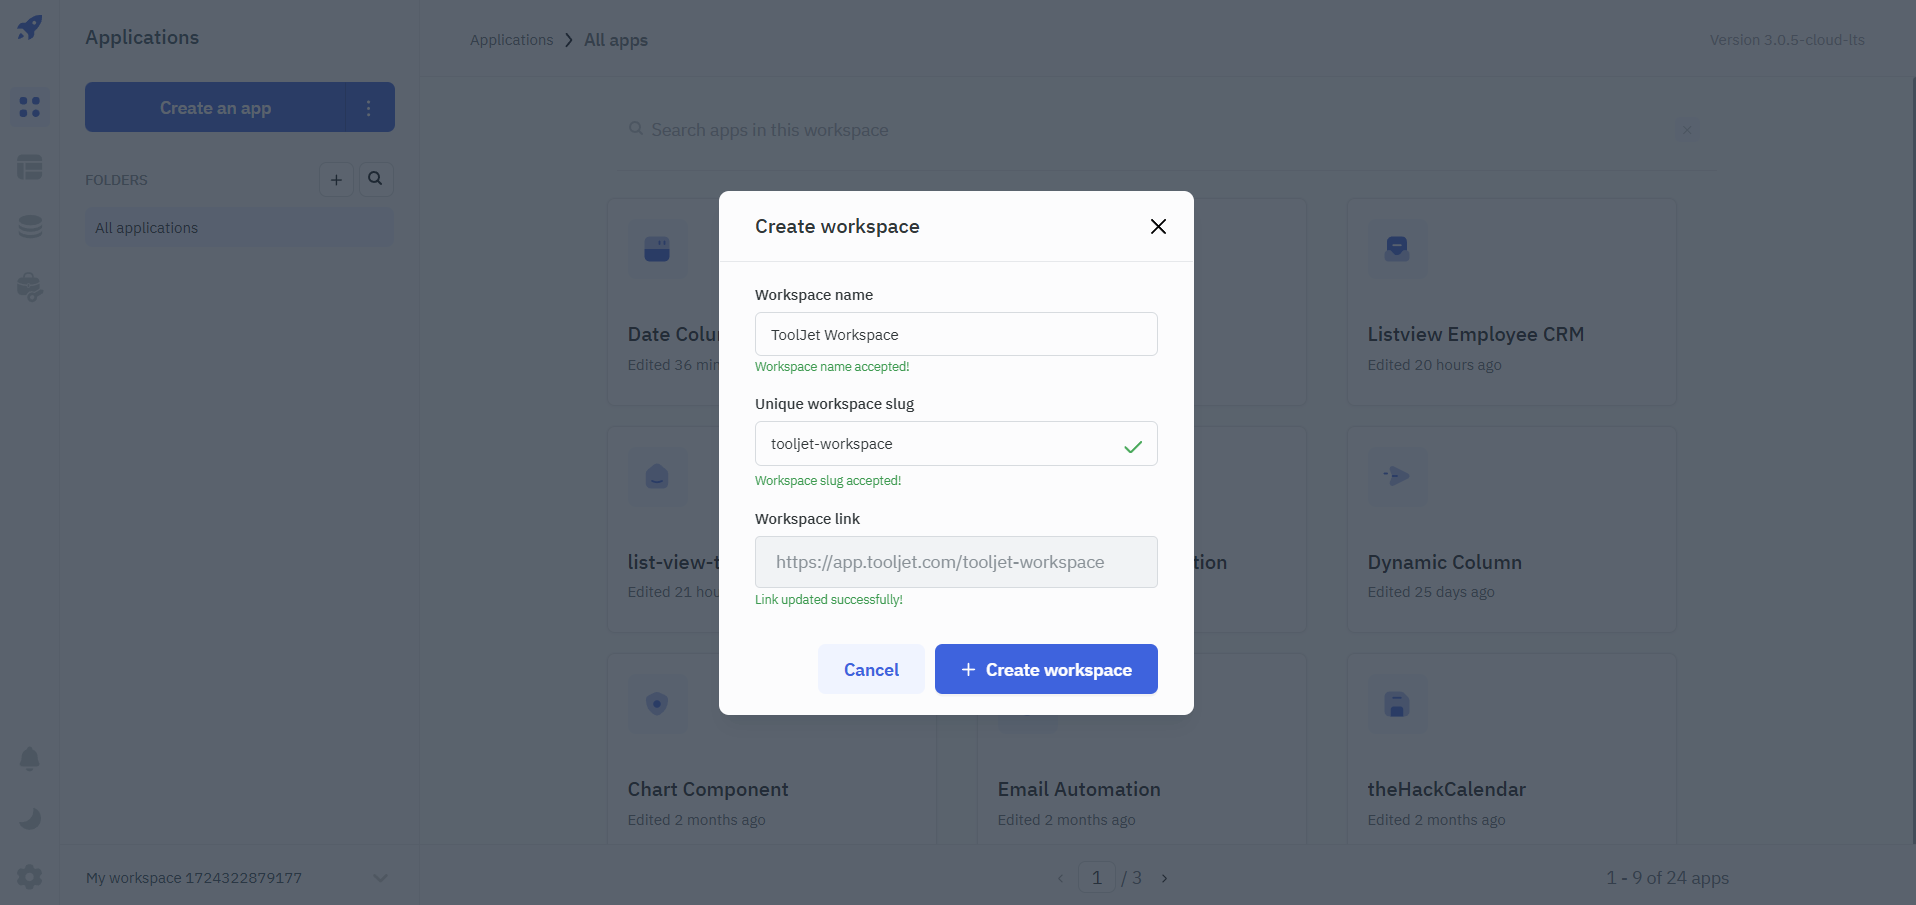 Applications
Create an app
FOLDERS
All applications
My workspace 1724322879177
Applications > All apps
Version 3.0.5-cloud-lts
Search apps in this workspace
Date Colu
Edited 36 min
Listview Employee CRM
Edited 20 hours ago
list-view-t
Edited 21 hou
tion
Dynamic Column
Edited 25 days ago
Chart Component
Edited 2 months ago
Email Automation
Edited 2 months ago
theHackCalendar
Edited 2 months ago
1 / 3
1 - 9 of 24 apps
Create workspace
Workspace name
ToolJet Workspace
Workspace name accepted!
Unique workspace slug
tooljet-workspace
Workspace slug accepted!
Workspace link
https://app.tooljet.com/tooljet-workspace
Link updated successfully!
Cancel
+ Create workspace